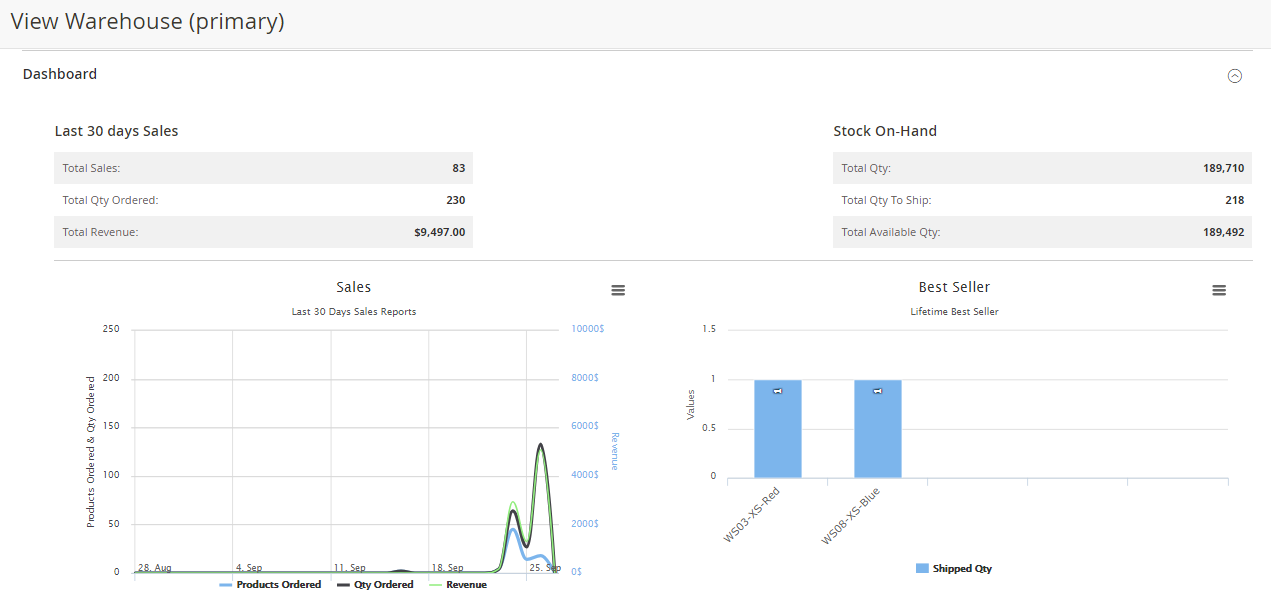 View Warehouse (primary)
Dashboard
Last 30 days Sales
Total Sales: 83
Total Qty Ordered: 230
Total Revenue: $9,497.00
Stock On-Hand
Total Qty: 189,710
Total Qty To Ship: 218
Total Available Qty: 189,492
Sales
Last 30 Days Sales Reports
Products Ordered & Qty Ordered
250
200
150
100
50
0
10000$
8000$
6000$
4000$
2000$
0$
Revenue
28. Aug 4. Sep 11. Sep 18. Sep 25. Sep
Products Ordered Qty Ordered Revenue
Best Seller
Lifetime Best Seller
Values
1.5
1
0.5
0
1 1
WS03-XS-Red
WS08-XS-Blue
Shipped Qty